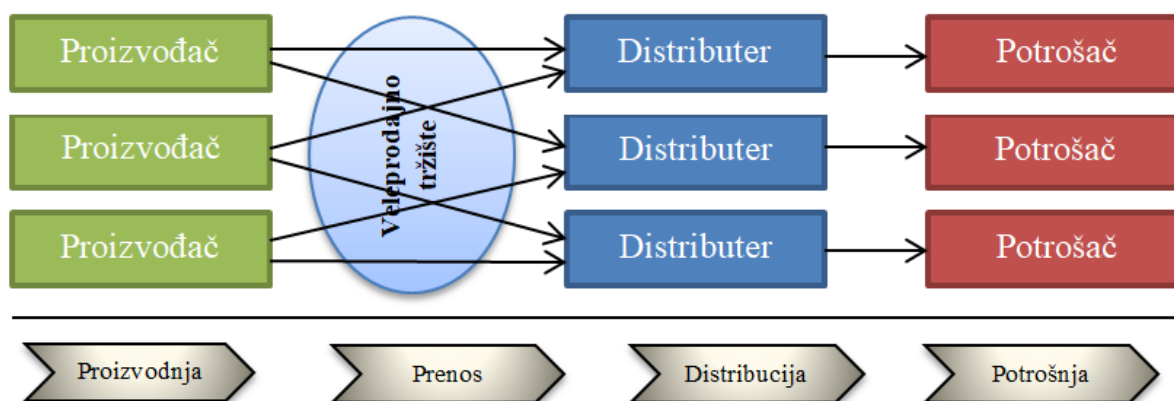 Proizvođač
Distributer
Potrošač
Proizvođač
Distributer
Potrošač
Proizvođač
Distributer
Potrošač
Veleprodajno
tržište
Proizvodnja
Prenos
Distribucija
Potrošnja